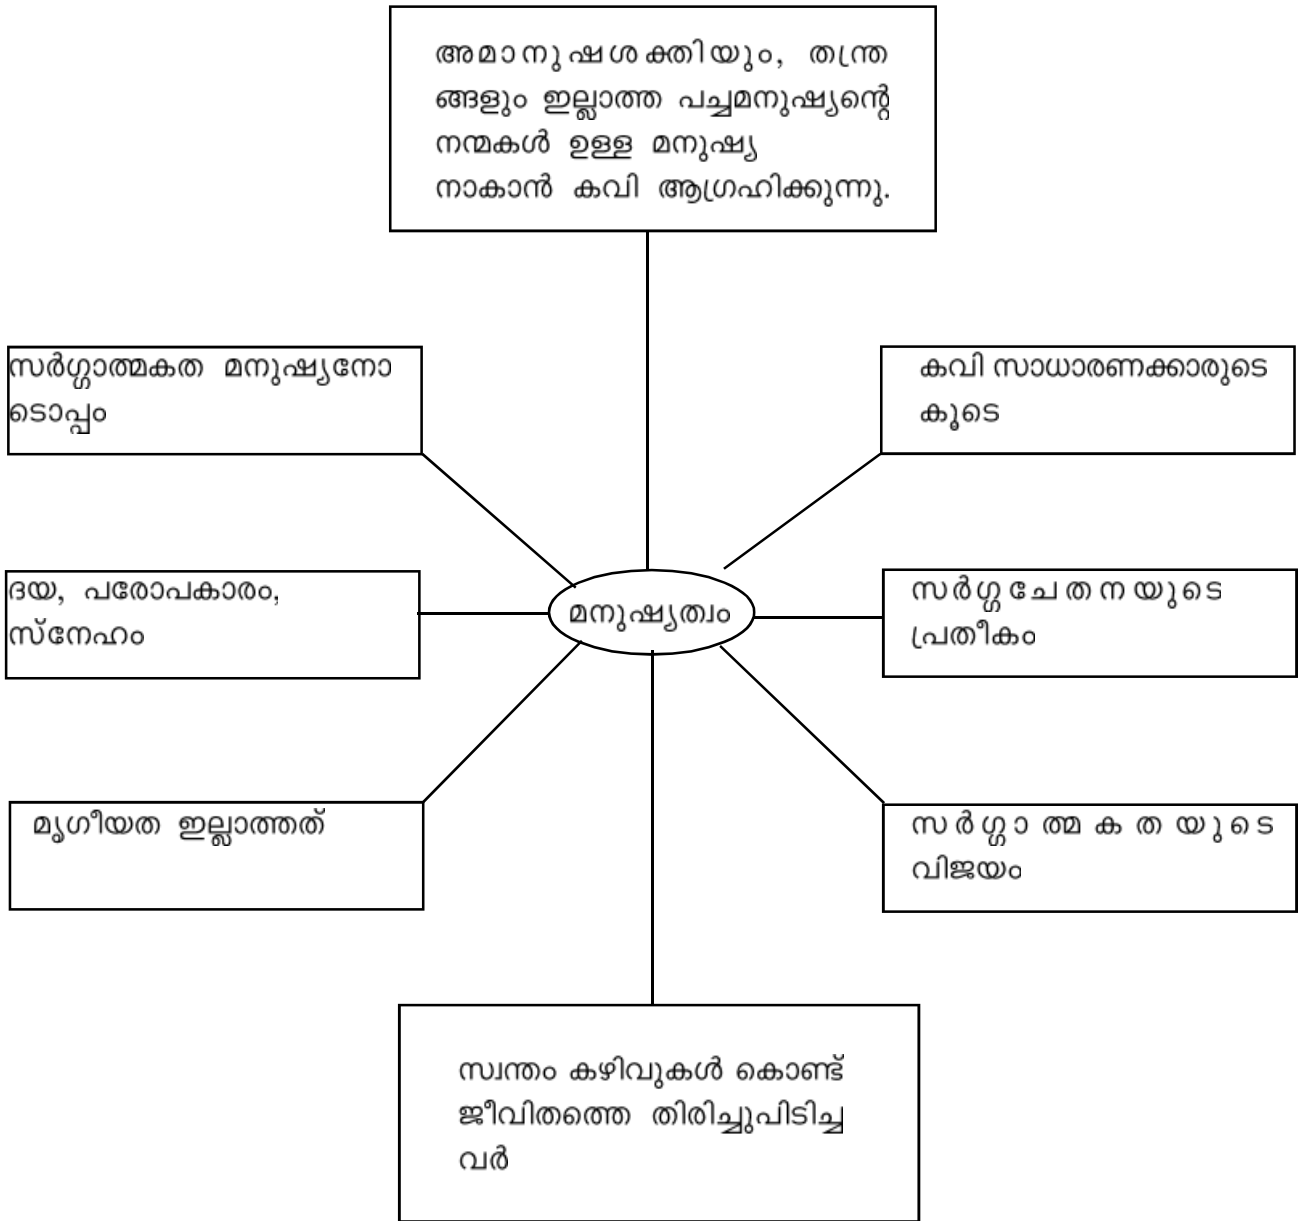 അമാനുഷശക്തിയും, തന്ത്ര
ങ്ങളും ഇല്ലാത്ത പച്ചമനുഷ്യന്റെ
നന്മകൾ ഉള്ള മനുഷ്യ
നാകാൻ കവി ആഗ്രഹിക്കുന്നു.
സർഗ്ഗാത്മകത മനുഷ്യനോ
ടൊപ്പം
കവി സാധാരണക്കാരുടെ
കൂടെ
ദയ, പരോപകാരം,
സ്നേഹം
മനുഷ്യത്വം
സർഗ്ഗചേതനയുടെ
പ്രതീകം
മൃഗീയത ഇല്ലാത്തത്
സർഗ്ഗാത്മകതയുടെ
വിജയം
സ്വന്തം കഴിവുകൾ കൊണ്ട്
ജീവിതത്തെ തിരിച്ചുപിടിച്ച
വർ